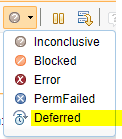 Inconclusive
Blocked
Error
PermFailed
Deferred